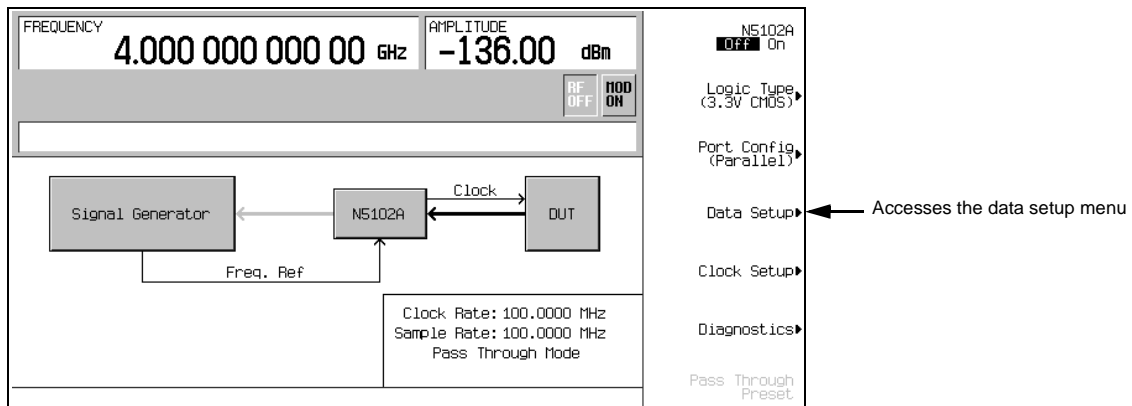 FREQUENCY
4.000 000 000 00 GHz
AMPLITUDE
-136.00 dBm
RF OFF
MOD ON
N5102A
Off On
Logic Type
(3.3V CMOS)
Port Config
(Parallel)
Data Setup
Accesses the data setup menu
Clock Setup
Diagnostics
Pass Through
Preset
Signal Generator
N5102A
Clock
DUT
Freq. Ref
Clock Rate: 100.0000 MHz
Sample Rate: 100.0000 MHz
Pass Through Mode